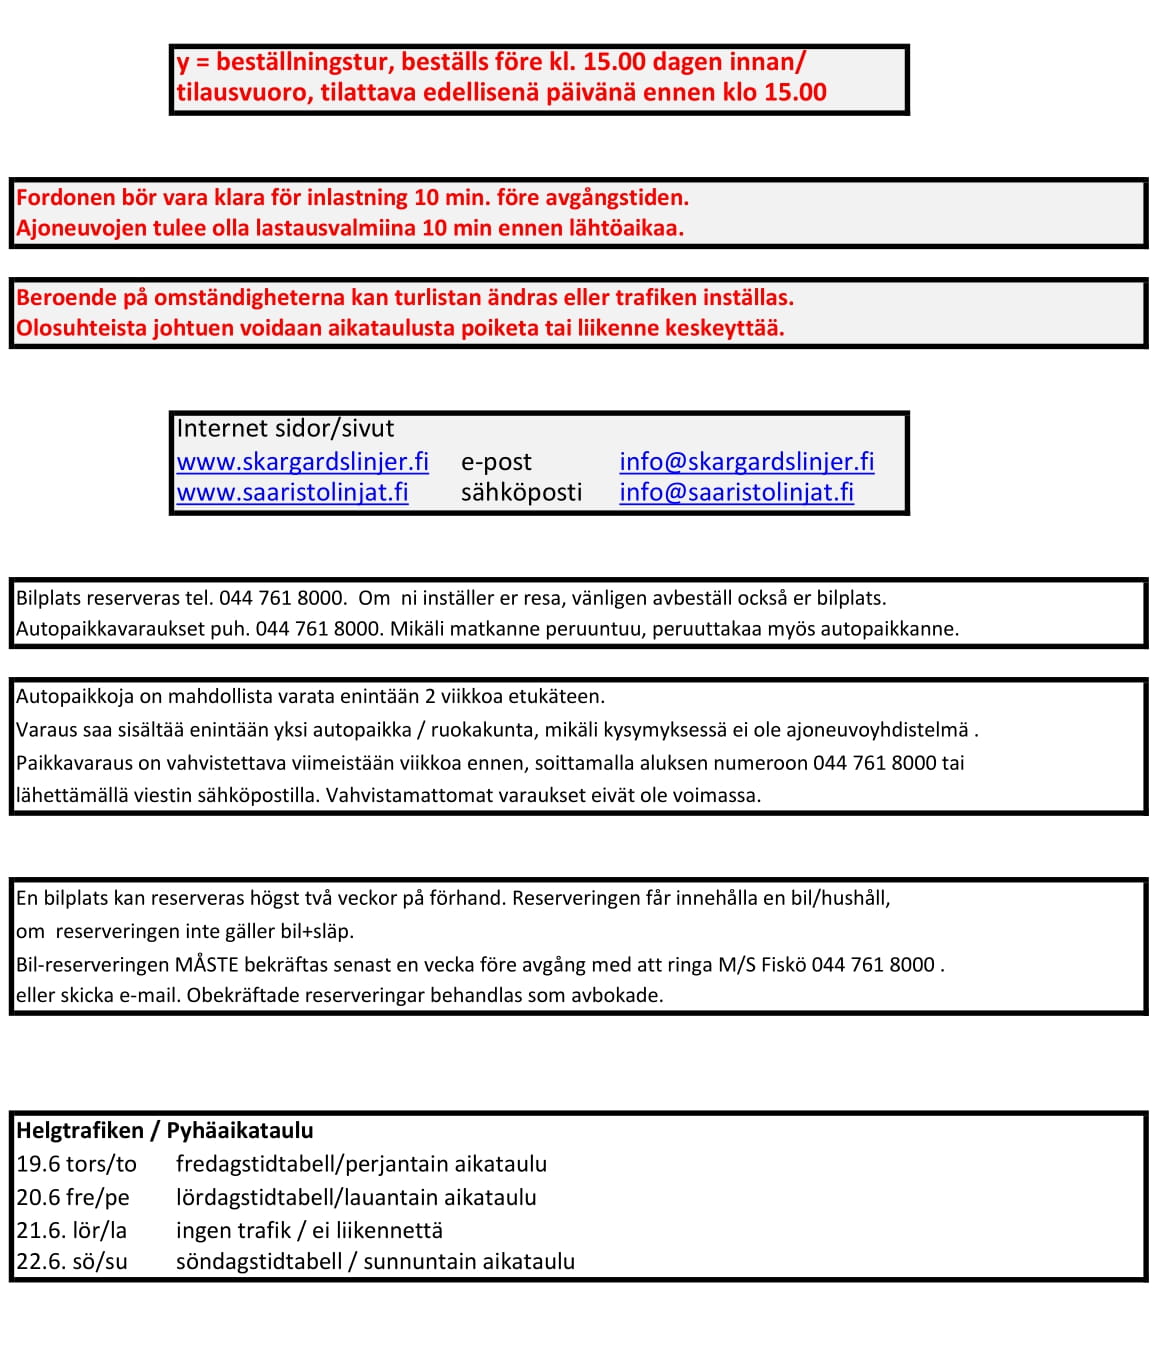 y = beställningstur, beställs före kl. 15.00 dagen innan/
tilausvuoro, tilattava edellisenä päivänä ennen klo 15.00
Fordonen bör vara klara för inlastning 10 min. före avgångstiden.
Ajoneuvojen tulee olla lastausvalmiina 10 min ennen lähtöaikaa.
Beroende på omständigheterna kan turlistan ändras eller trafiken inställas.
Olosuhteista johtuen voidaan aikataulusta poiketa tai liikenne keskeyttää.
Internet sidor/sivut
www.skargardslinjer.fi e-post info@skargardslinjer.fi
www.saaristolinjat.fi sähköposti info@saaristolinjat.fi
Bilplats reserveras tel. 044 761 8000.  Om  ni inställer er resa, vänligen avbeställ också er bilplats.
Autopaikkavaraukset puh. 044 761 8000. Mikäli matkanne peruuntuu, peruuttakaa myös autopaikkanne.
Autopaikkoja on mahdollista varata enintään 2 viikkoa etukäteen.
Varaus saa sisältää enintään yksi autopaikka / ruokakunta, mikäli kysymyksessä ei ole ajoneuvoyhdistelmä .
Paikkavaraus on vahvistettava viimeistään viikkoa ennen, soittamalla aluksen numeroon 044 761 8000 tai
lähettämällä viestin sähköpostilla. Vahvistamattomat varaukset eivät ole voimassa.
En bilplats kan reserveras högst två veckor på förhand. Reserveringen får innehålla en bil/hushåll,
om  reserveringen inte gäller bil+släp.
Bil-reserveringen MÅSTE bekräftas senast en vecka före avgång med att ringa M/S Fiskö 044 761 8000 .
eller skicka e-mail. Obekräftade reserveringar behandlas som avbokade.
Helgtrafiken / Pyhäaikataulu
19.6 tors/to fredagstidtabell/perjantain aikataulu
20.6 fre/pe lördagstidtabell/lauantain aikataulu
21.6. lör/la ingen trafik / ei liikennettä
22.6. sö/su söndagstidtabell / sunnuntain aikataulu